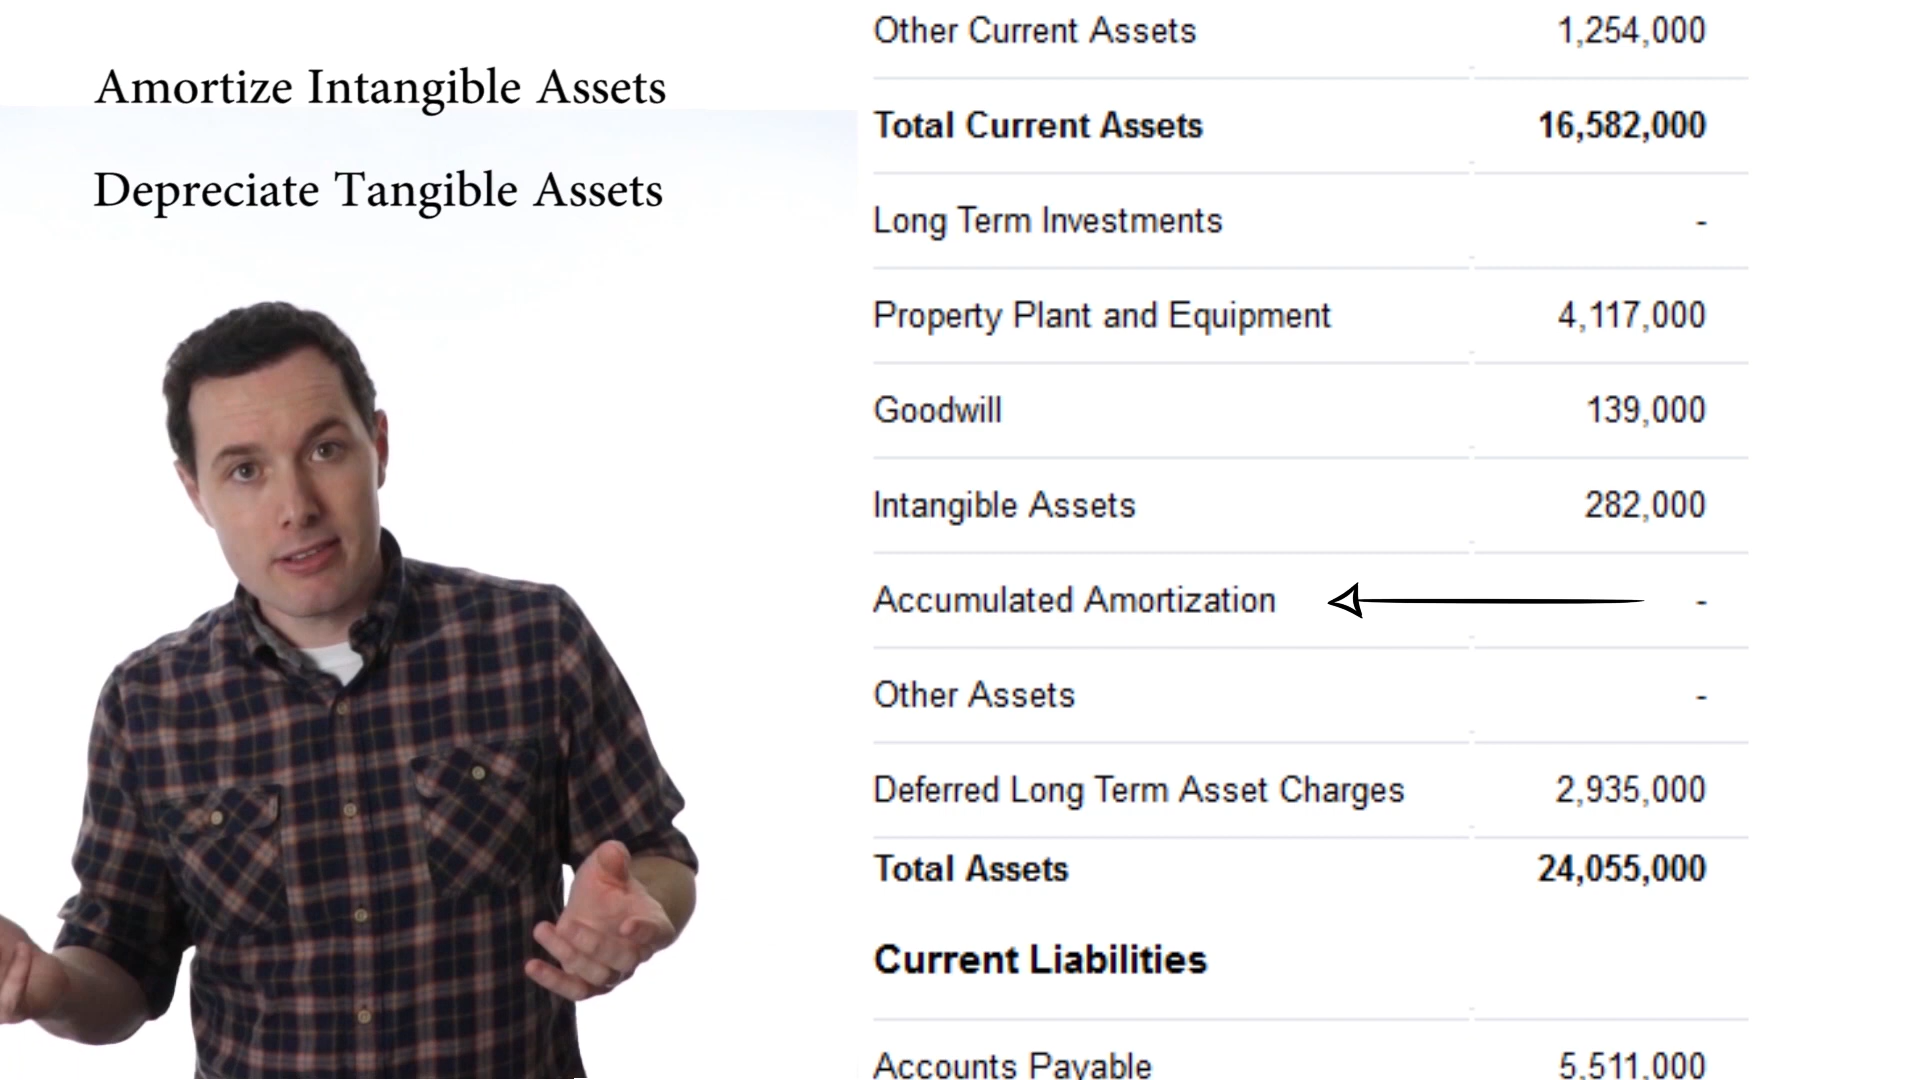 Amortize Intangible Assets
Depreciate Tangible Assets
Other Current Assets 1,254,000
Total Current Assets 16,582,000
Long Term Investments -
Property Plant and Equipment 4,117,000
Goodwill 139,000
Intangible Assets 282,000
Accumulated Amortization -
Other Assets -
Deferred Long Term Asset Charges 2,935,000
Total Assets 24,055,000
Current Liabilities
Accounts Payable 5,511,000